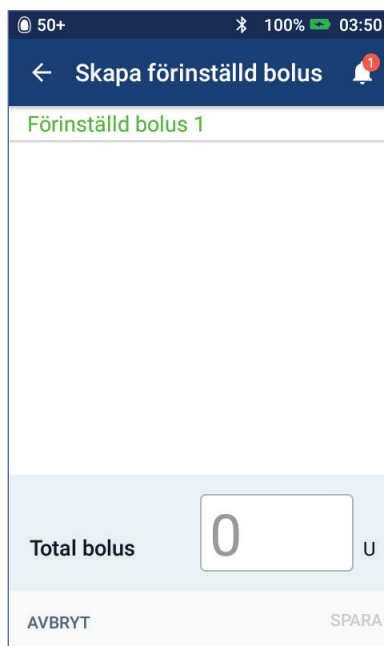 50+ 100% 03:50
Skapa förinställd bolus 1
Förinställd bolus 1
Total bolus 0 U
AVBRYT SPARA